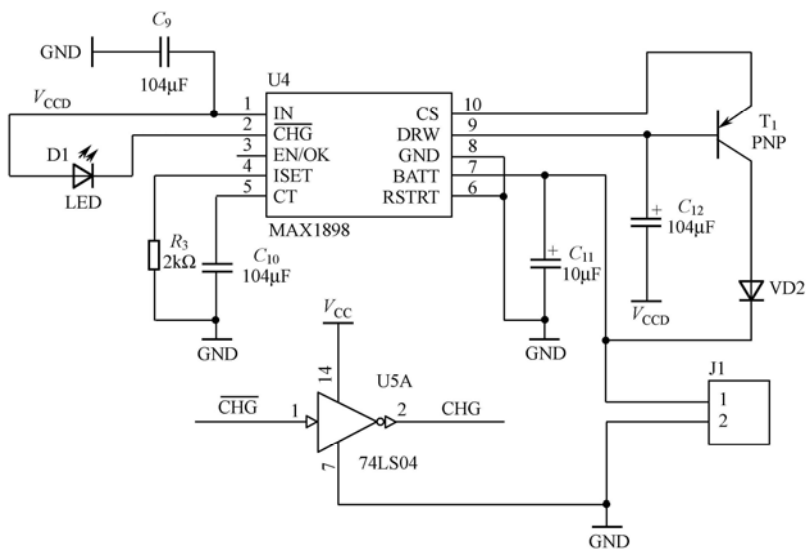 C9
GND
104μF
VCCD
U4
1
IN
CS
10
2
CHG
DRW
9
3
EN/OK
GND
8
4
ISET
BATT
7
5
CT
RSTRT
6
MAX1898
D1
LED
T1
PNP
R3
2kΩ
C10
104μF
GND
C11
10μF
+
GND
C12
104μF
+
VCCD
VD2
VCC
14
U5A
CHG
1
2
CHG
7
74LS04
J1
1
2
GND